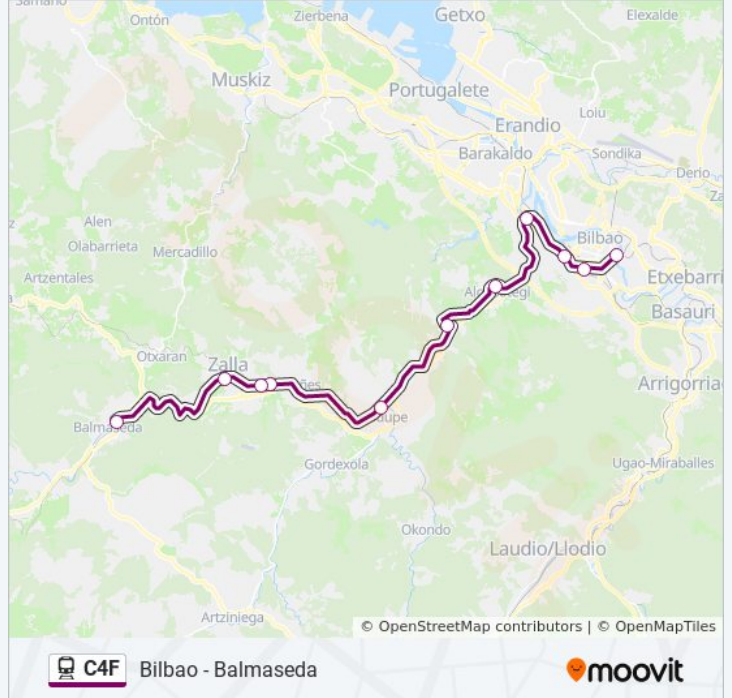 Ontón
Zierbena
Getxo
Elexalde
Muskiz
Portugalete
Loiu
Erandio
Barakaldo
Sondika
Derio
Alen
Bilbao
Olabarrieta
Mercadillo
Etxebarri
Artzentales
Basauri
Otxaran
Zalla
Arrigorria
Balmaseda
Gordexola
Ugao-Miraballes
Okondo
Laudio/Llodio
Artziniega
© OpenStreetMap contributors | © OpenMapTiles
C4F Bilbao - Balmaseda
moovit